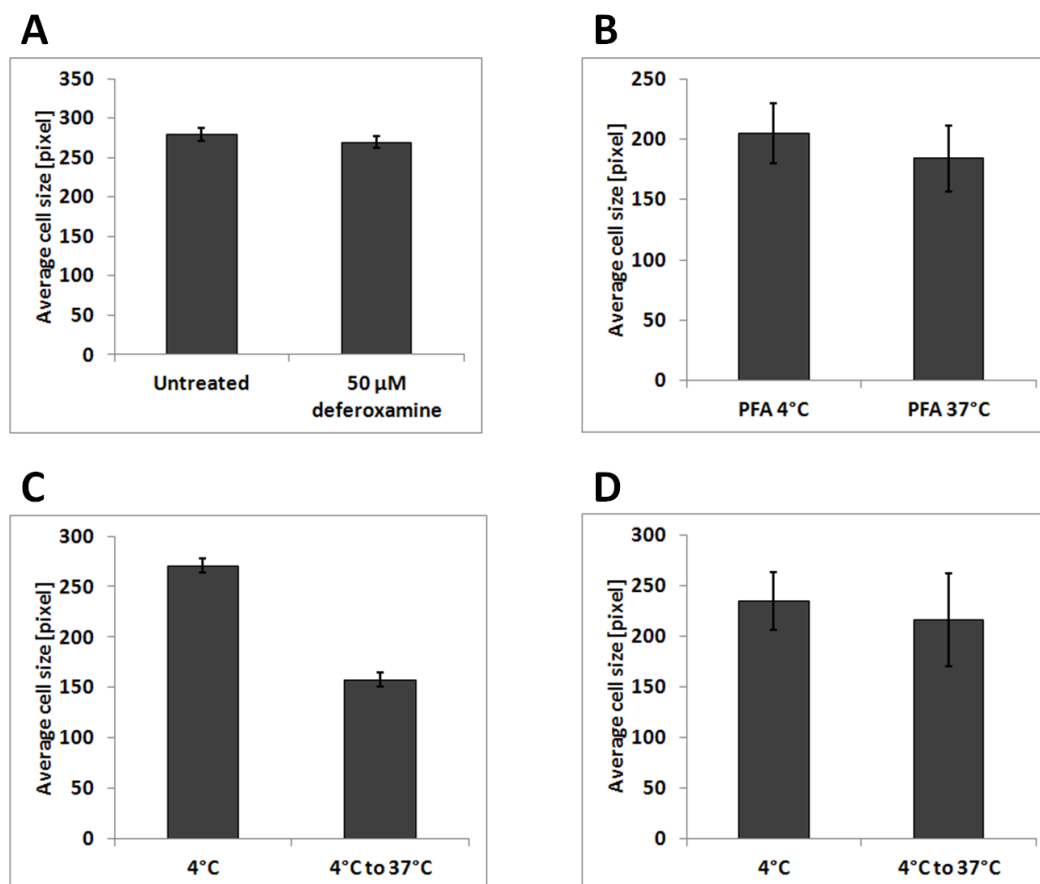 A
Average cell size [pixel]
350
300
250
200
150
100
50
0
Untreated
50 µM
deferoxamine
B
Average cell size [pixel]
250
200
150
100
50
0
PFA 4°C
PFA 37°C
C
Average cell size [pixel]
300
250
200
150
100
50
0
4°C
4°C to 37°C
D
Average cell size [pixel]
300
250
200
150
100
50
0
4°C
4°C to 37°C